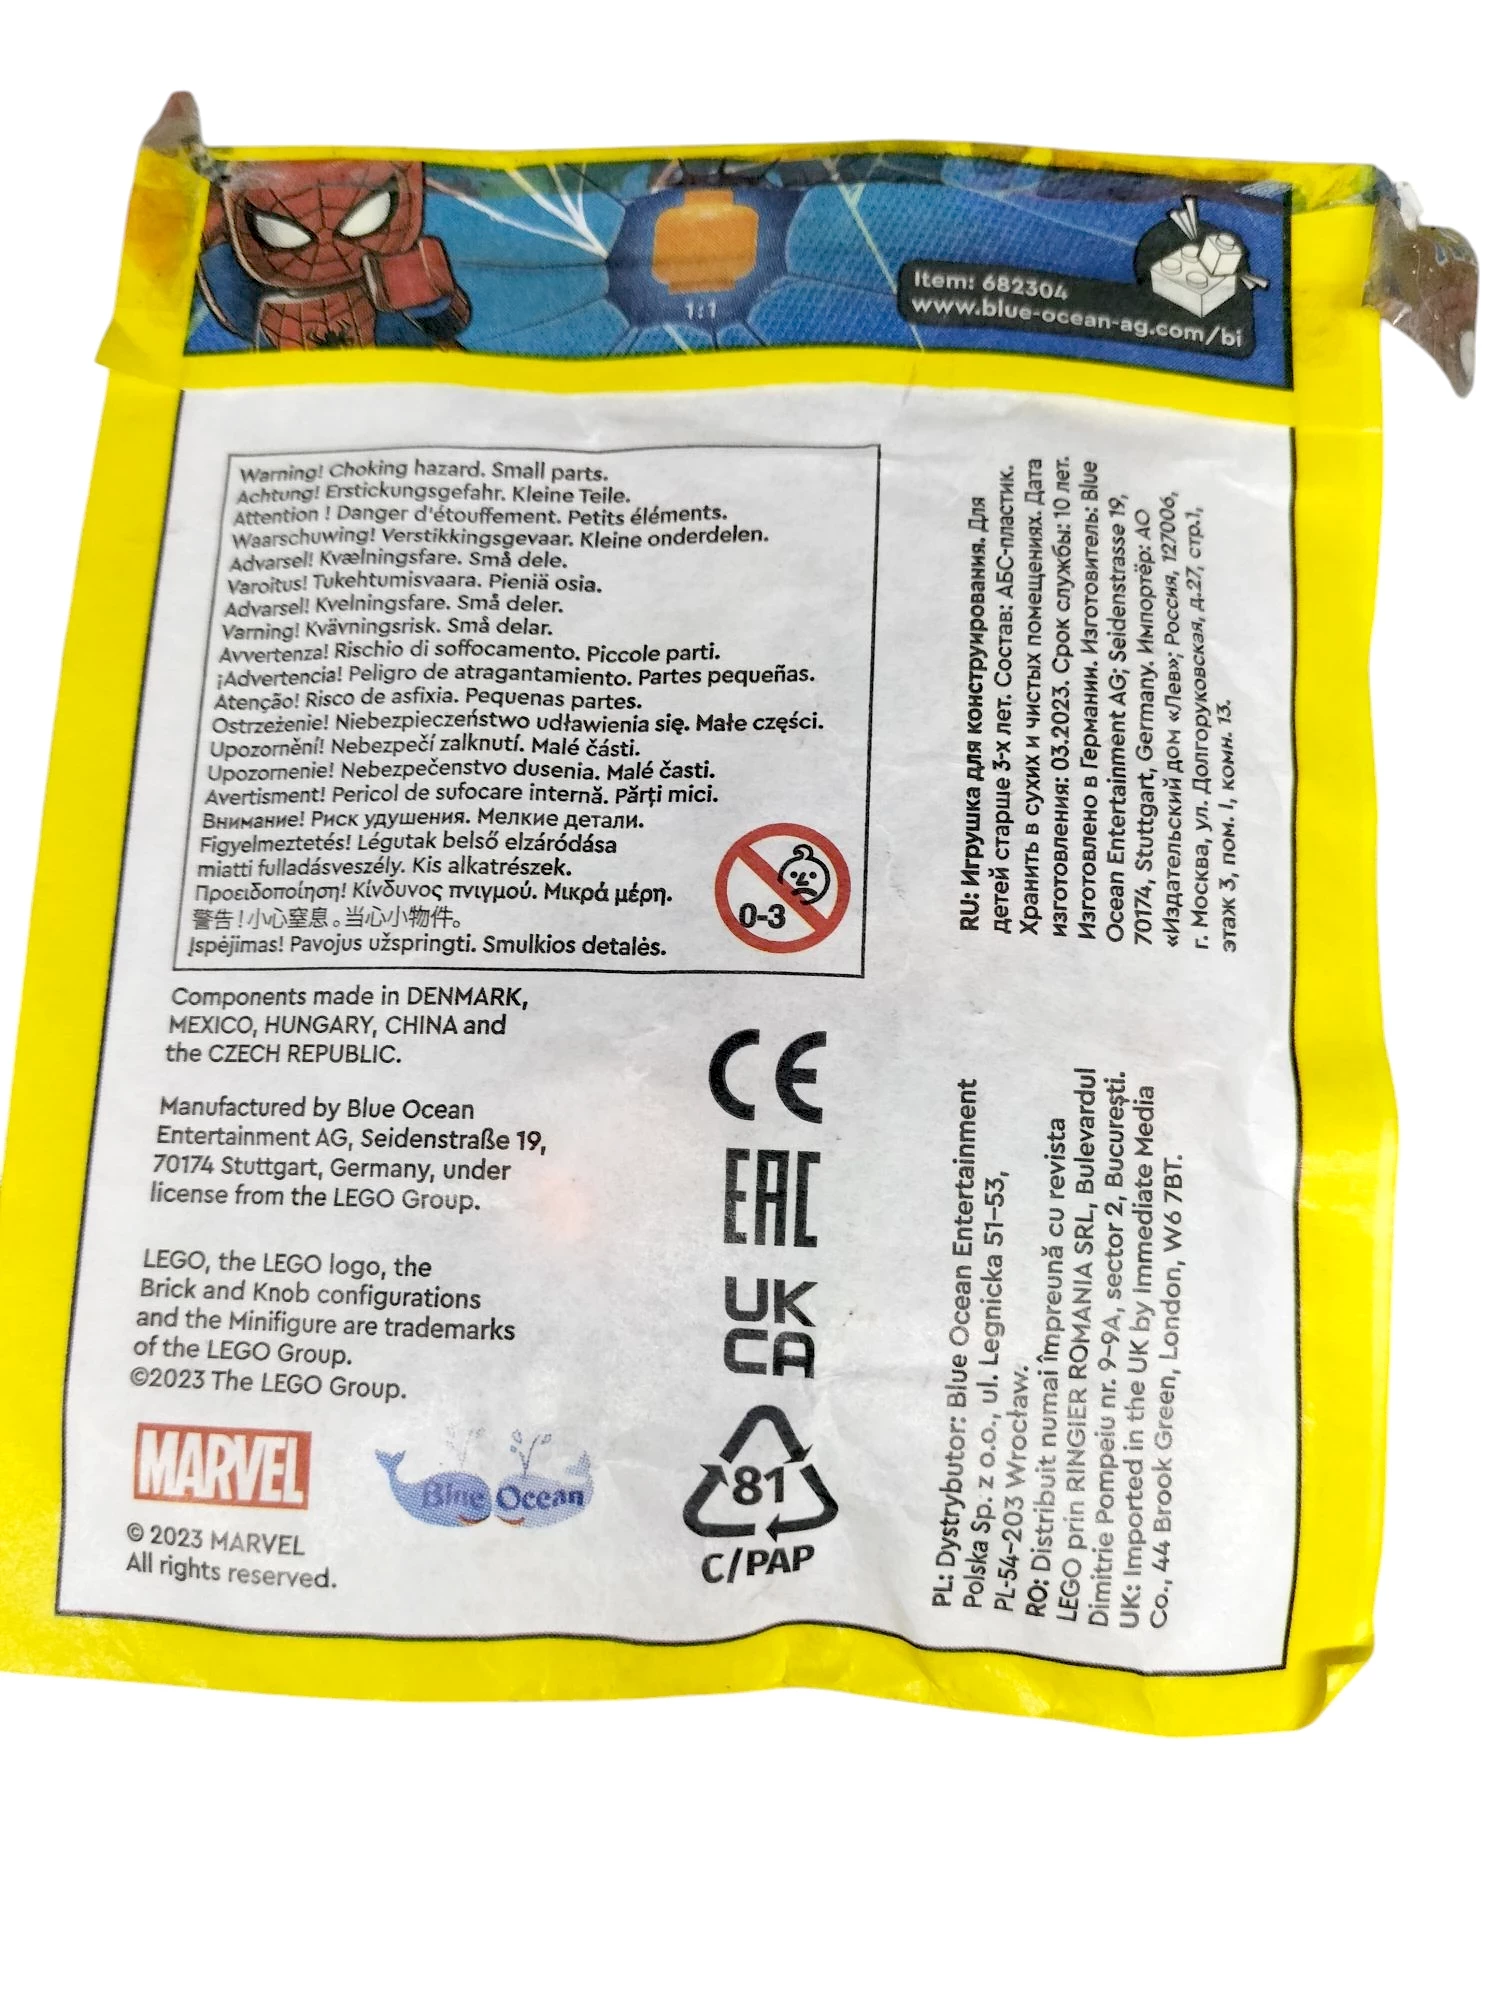 1:1
Item: 682304
www.blue-ocean-ag.com/bi
Warning! Choking hazard. Small parts.
Achtung! Erstickungsgefahr. Kleine Teile.
Attention ! Danger d'étouffement. Petits éléments.
Waarschuwing! Verstikkingsgevaar. Kleine onderdelen.
Advarsel! Kvælningsfare. Små dele.
Varoitus! Tukehtumisvaara. Pieniä osia.
Advarsel! Kvelningsfare. Små deler.
Varning! Kvävningsrisk. Små delar.
Avvertenza! Rischio di soffocamento. Piccole parti.
¡Advertencia! Peligro de atragantamiento. Partes pequeñas.
Atenção! Risco de asfixia. Pequenas partes.
Ostrzeżenie! Niebezpieczeństwo udławienia się. Małe części.
Upozornění! Nebezpečí zalknutí. Malé části.
Upozornenie! Nebezpečenstvo dusenia. Malé časti.
Avertisment! Pericol de sufocare internă. Părți mici.
Внимание! Риск удушения. Мелкие детали.
Figyelmeztetés! Légutak belső elzáródása
miatti fulladásveszély. Kis alkatrészek.
Προειδοποίηση! Κίνδυνος πνιγμού. Μικρά μέρη.
警告!小心窒息。当心小物件。
Įspėjimas! Pavojus užspringti. Smulkios detalės.
0-3
Components made in DENMARK,
MEXICO, HUNGARY, CHINA and
the CZECH REPUBLIC.
Manufactured by Blue Ocean
Entertainment AG, Seidenstraße 19,
70174 Stuttgart, Germany, under
license from the LEGO Group.
LEGO, the LEGO logo, the
Brick and Knob configurations
and the Minifigure are trademarks
of the LEGO Group.
©2023 The LEGO Group.
MARVEL
© 2023 MARVEL
All rights reserved.
Blue Ocean
CE
EAC
UK
CA
81
C/PAP
RU: Игрушка для конструирования. Для
детей старше 3-х лет. Состав: АБС-пластик.
Хранить в сухих и чистых помещениях. Дата
изготовления: 03.2023. Срок службы: 10 лет.
Изготовлено в Германии. Изготовитель: Blue
Ocean Entertainment AG; Seidenstrasse 19,
70174, Stuttgart, Germany. Импортёр: АО
«Издательский дом «Лев»; Россия, 127006,
г. Москва, ул. Долгоруковская, д.27, стр.1,
этаж 3, пом. I, комн. 13.
PL: Dystrybutor: Blue Ocean Entertainment
Polska Sp. z o.o., ul. Legnicka 51-53,
PL-54-203 Wrocław.
RO: Distribuit numai împreună cu revista
LEGO prin RINGIER ROMANIA SRL, Bulevardul
Dimitrie Pompeiu nr. 9-9A, sector 2, București.
UK: Imported in the UK by Immediate Media
Co., 44 Brook Green, London, W6 7BT.